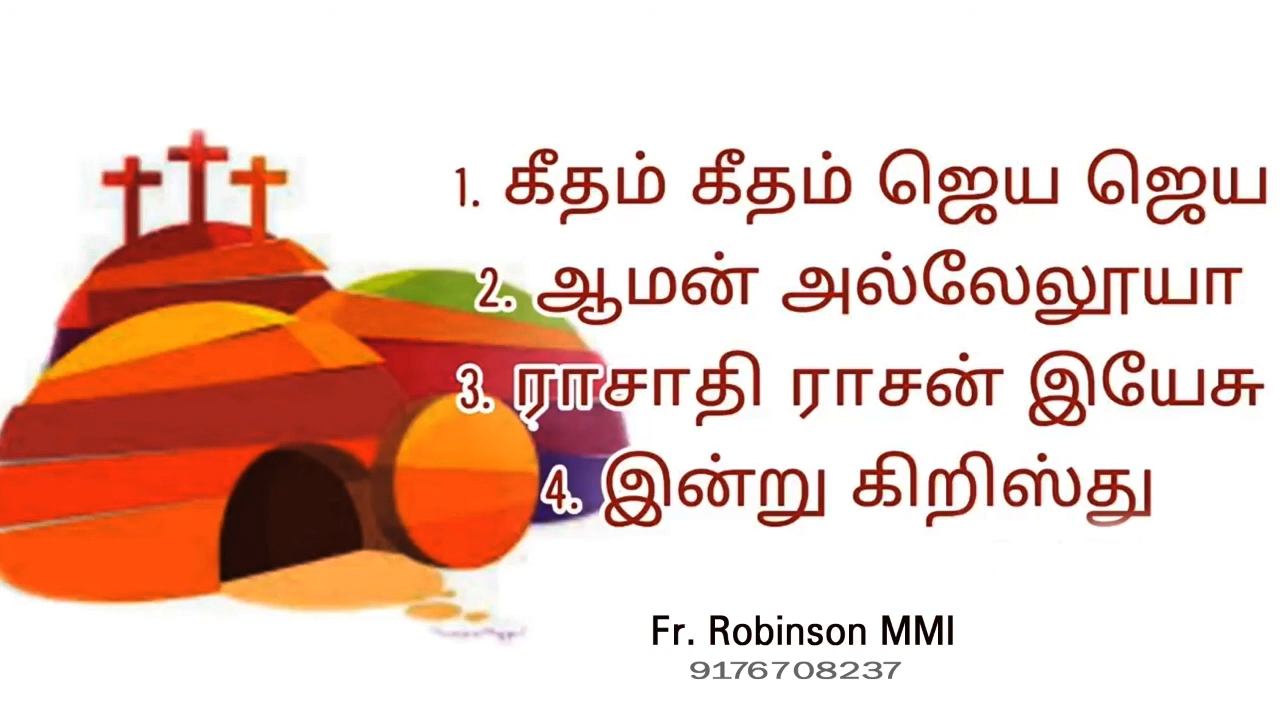 1. கீதம் கீதம் ஜெய ஜெய
2. ஆமன் அல்லேலூயா
3. ராசாதி ராசன் இயேசு
4. இன்று கிறிஸ்து
Fr. Robinson MMI
9176708237